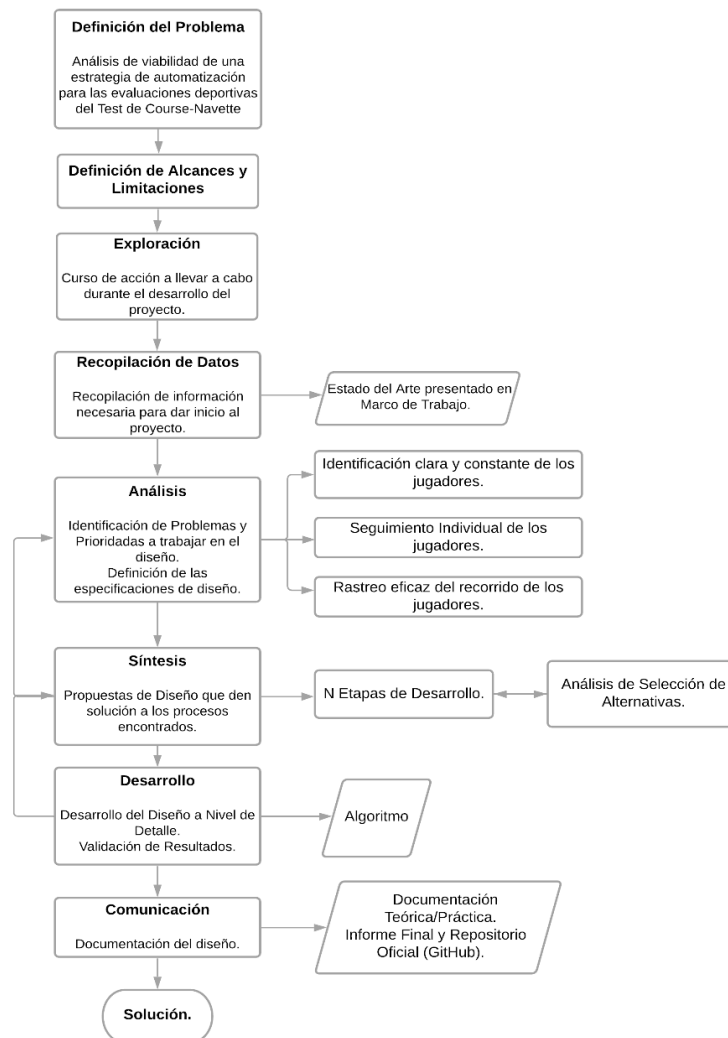 Definición del Problema
Análisis de viabilidad de una
estrategia de automatización
para las evaluaciones deportivas
del Test de Course-Navette
Definición de Alcances y
Limitaciones
Exploración
Curso de acción a llevar a cabo
durante el desarrollo del
proyecto.
Recopilación de Datos
Recopilación de información
necesaria para dar inicio al
proyecto.
Estado del Arte presentado en
Marco de Trabajo.
Análisis
Identificación de Problemas y
Prioridadas a trabajar en el
diseño.
Definición de las
especificaciones de diseño.
Identificación clara y constante de los
jugadores.
Seguimiento Individual de los
jugadores.
Rastreo eficaz del recorrido de los
jugadores.
Síntesis
Propuestas de Diseño que den
solución a los procesos
encontrados.
N Etapas de Desarrollo.
Análisis de Selección de
Alternativas.
Desarrollo
Desarrollo del Diseño a Nivel de
Detalle.
Validación de Resultados.
Algoritmo
Comunicación
Documentación del diseño.
Documentación
Teórica/Práctica.
Informe Final y Repositorio
Oficial (GitHub).
Solución.